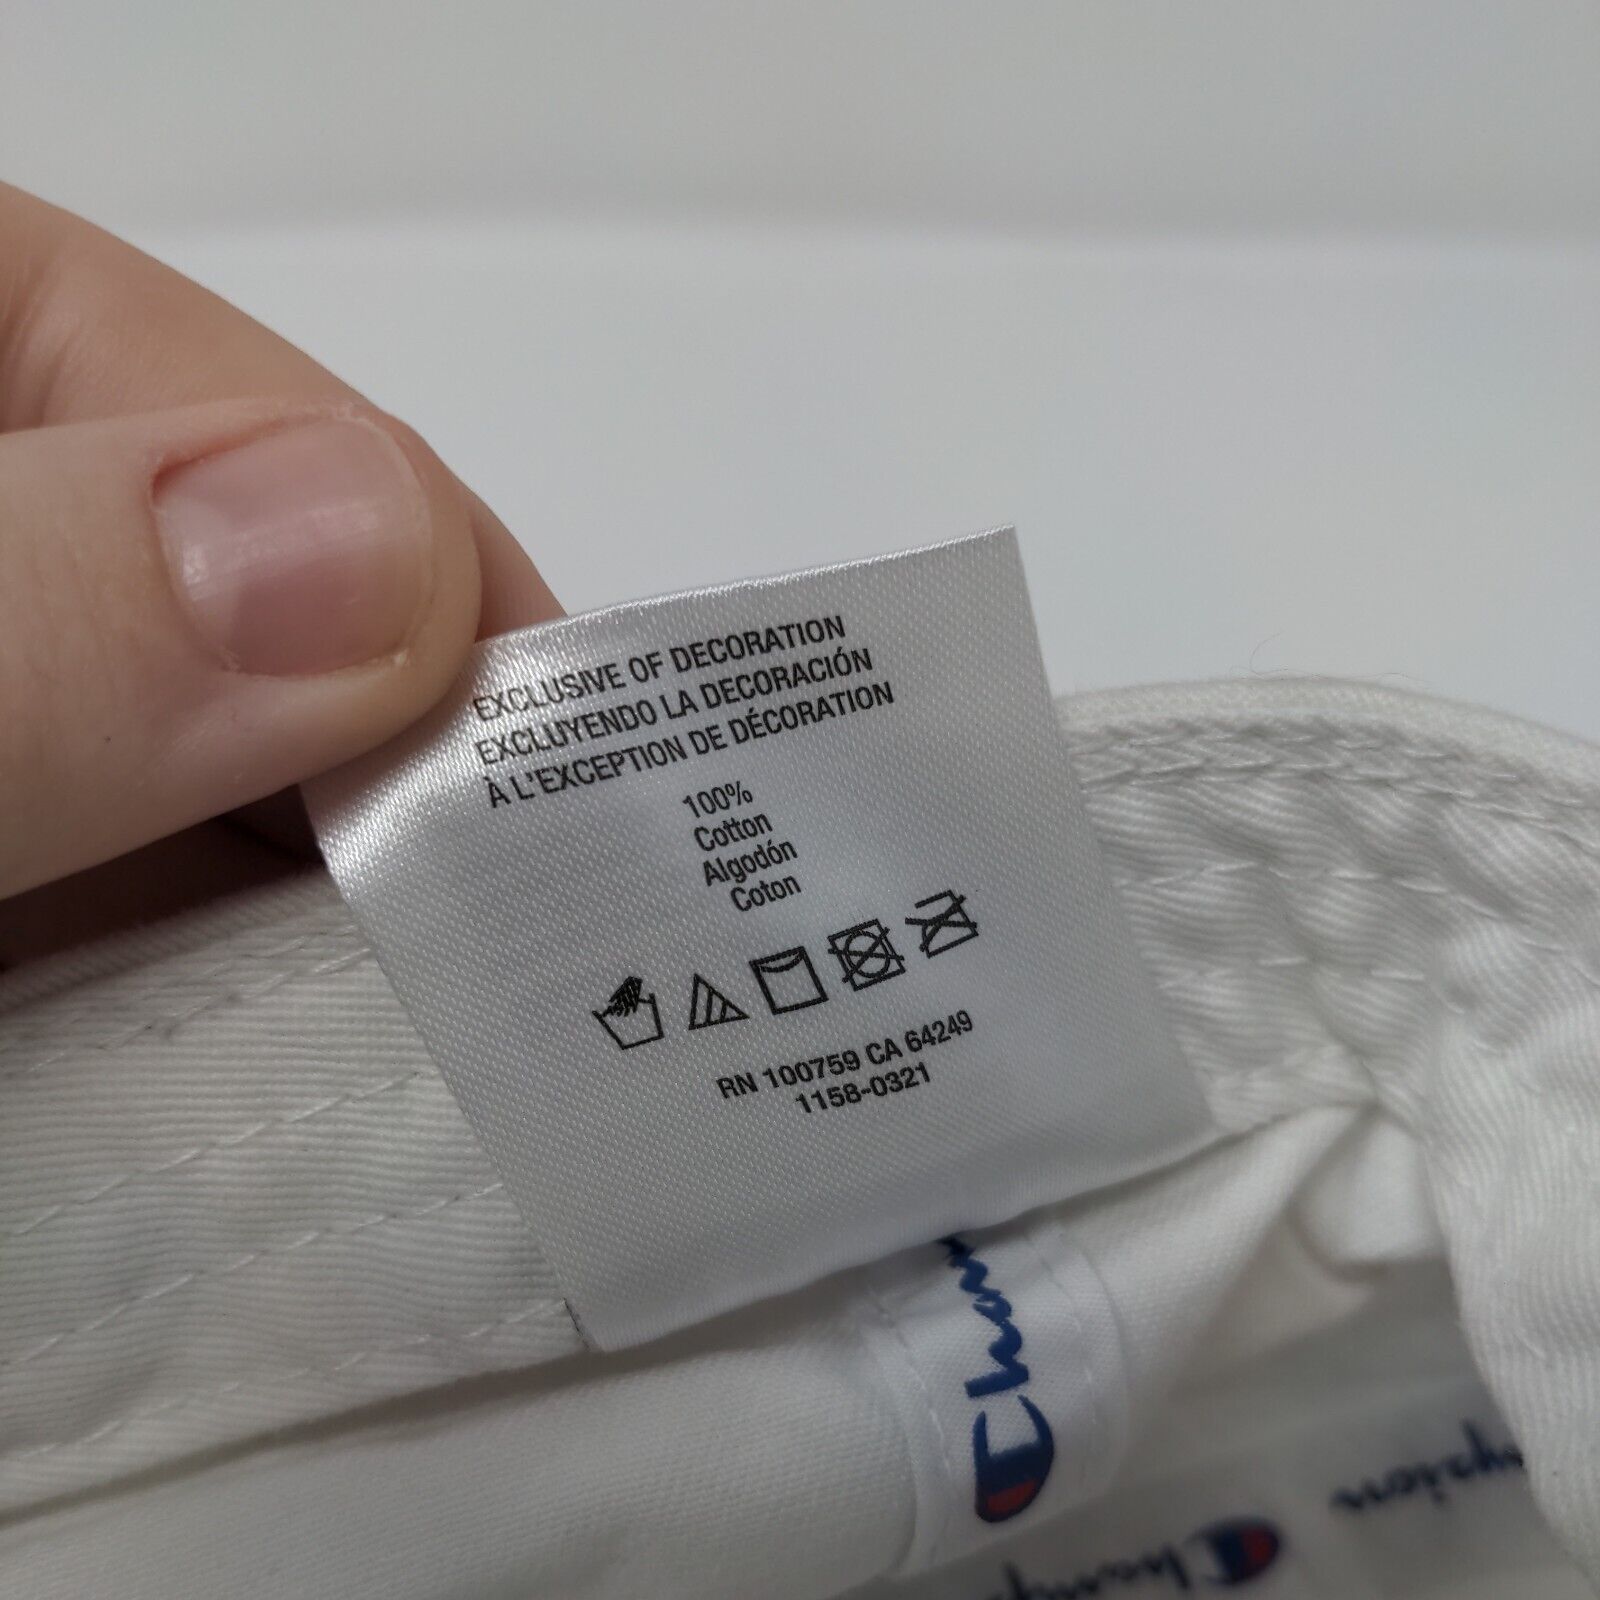 EXCLUSIVE OF DECORATION
EXCLUYENDO LA DECORACIÓN
À L'EXCEPTION DE DÉCORATION
100%
Cotton
Algodón
Coton
RN 100759 CA 64249
1158-0321